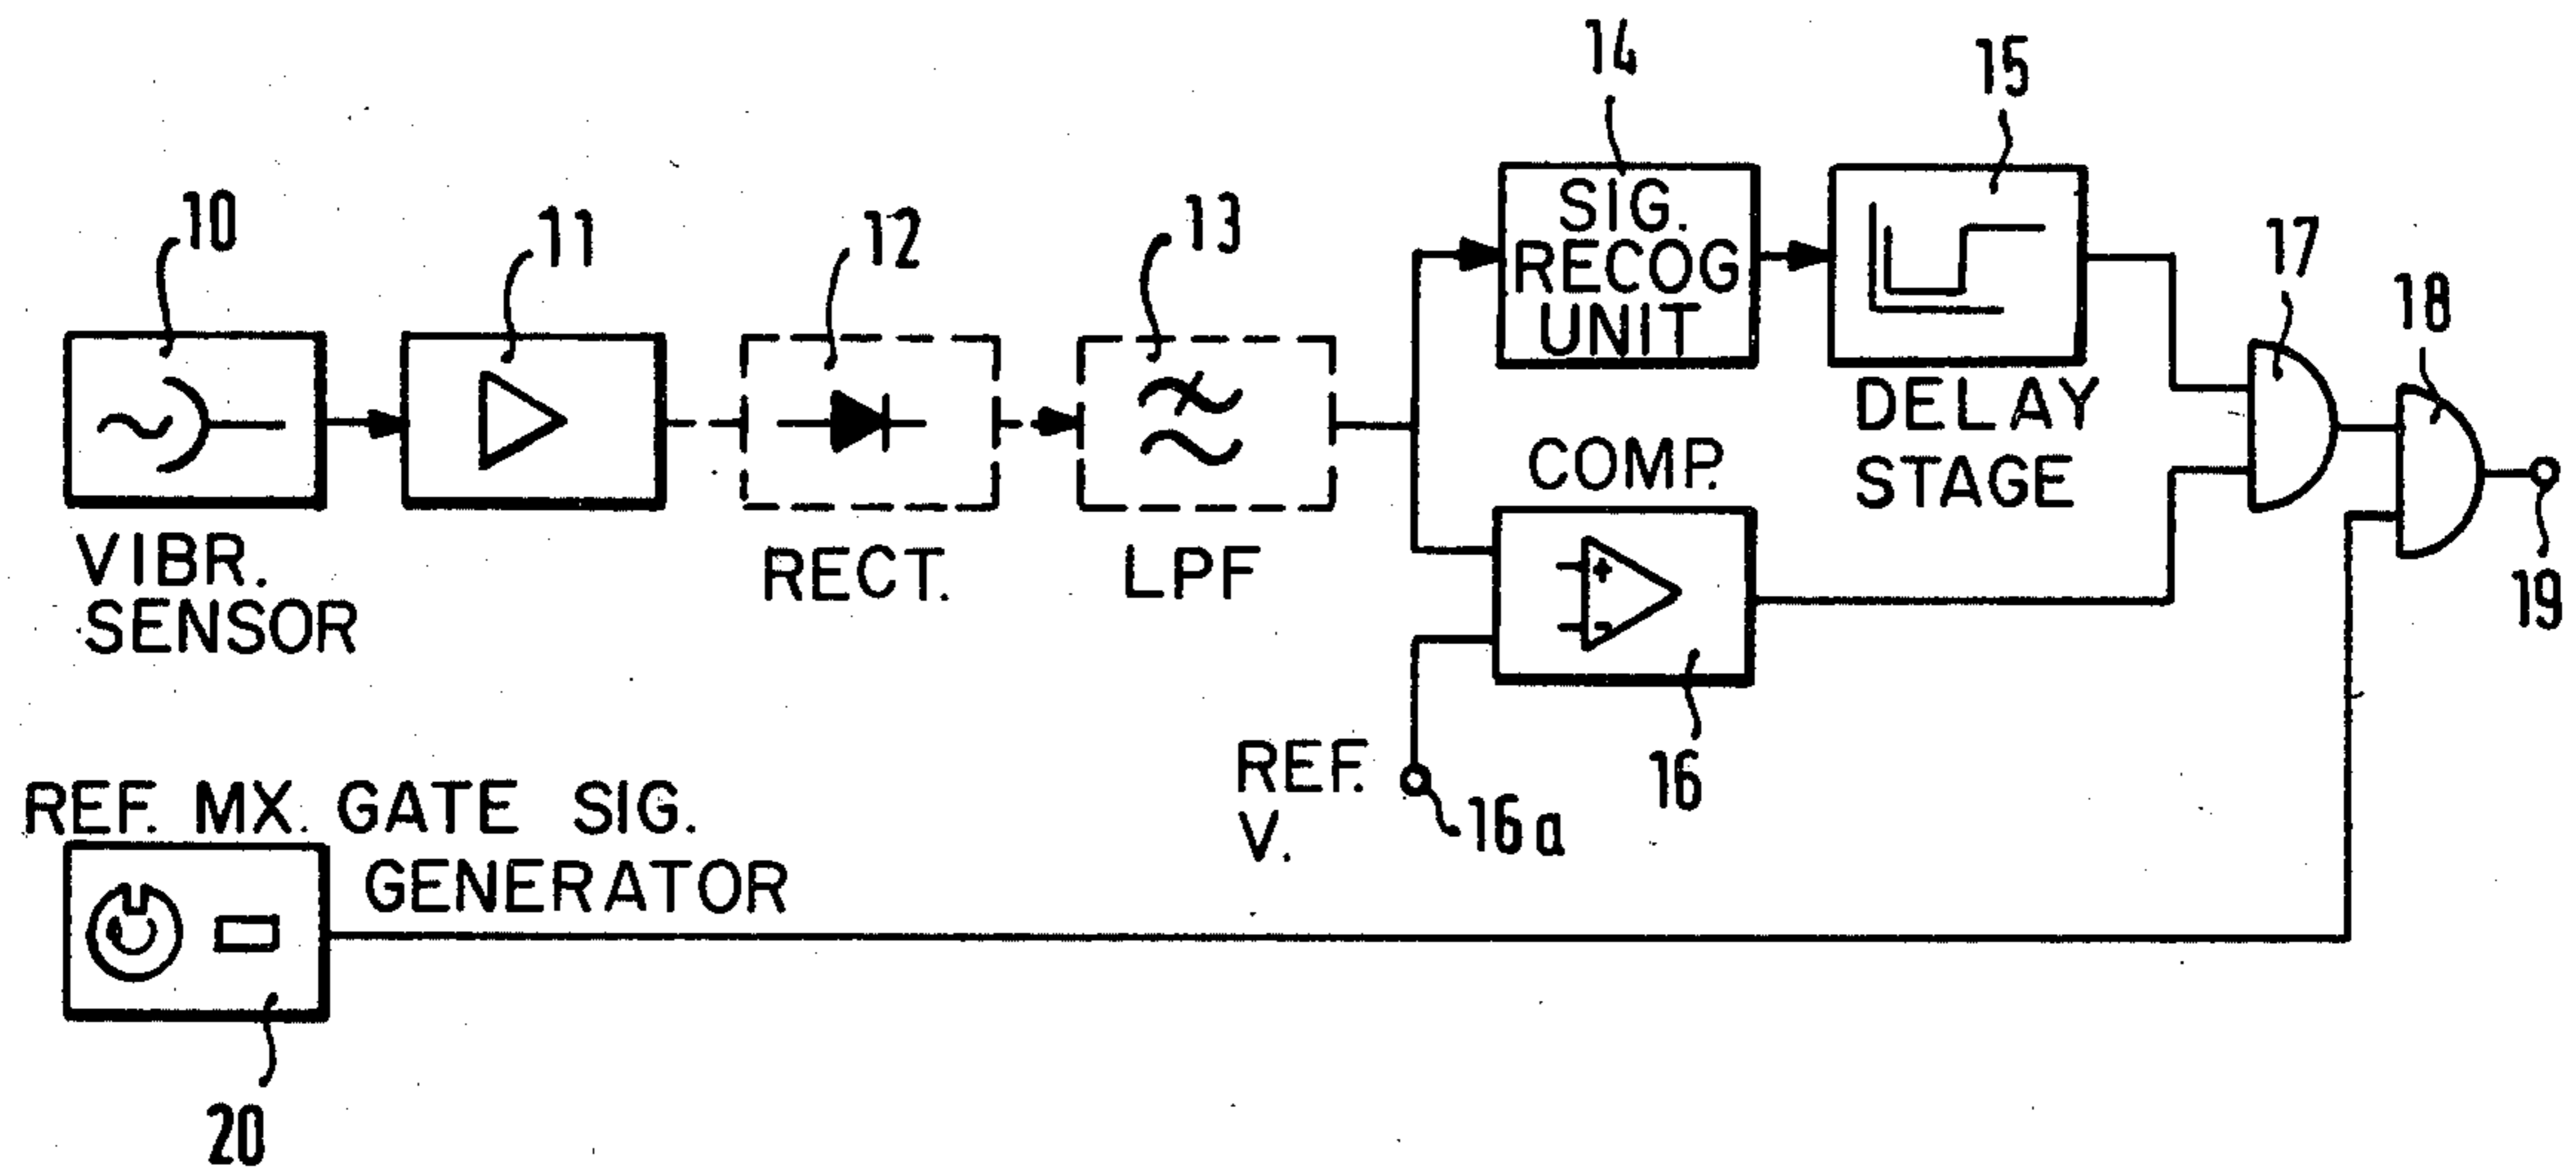 14
15
10
11
12
13
17
18
SIG.
RECOG
UNIT
DELAY
STAGE
COMP.
VIBR.
SENSOR
RECT.
LPF
19
+
-
REF.
V.
16
16a
REF. MX. GATE SIG.
GENERATOR
20